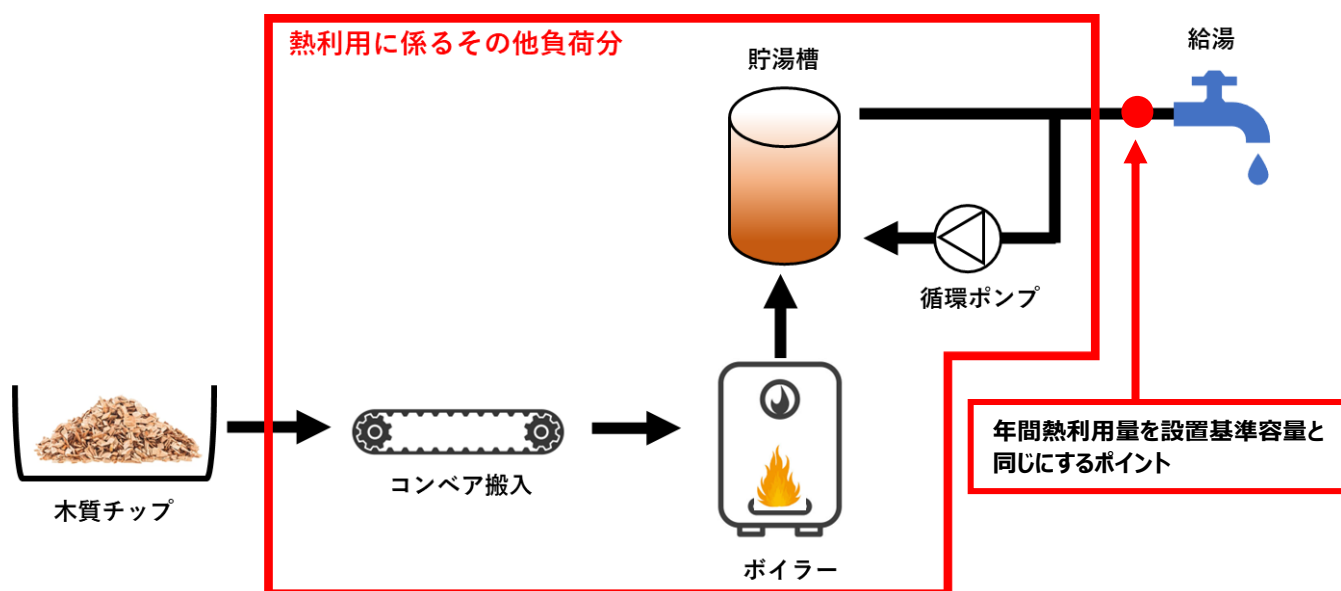 熱利用に係るその他負荷分
給湯
貯湯槽
循環ポンプ
年間熱利用量を設置基準容量と
同じにするポイント
コンベア搬入
木質チップ
ボイラー